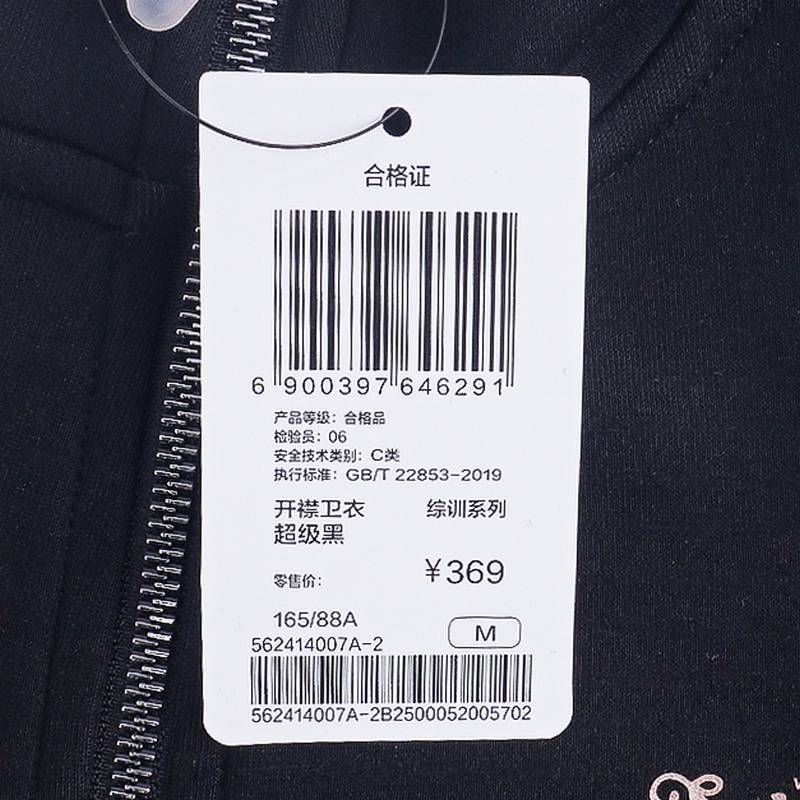 合格证
6 900397 646291
产品等级：合格品
检验员：06
安全技术类别：C类
执行标准：GB/T 22853-2019
开襟卫衣 综训系列
超级黑
零售价： ¥369
165/88A
562414007A-2 M
562414007A-2B2500052005702